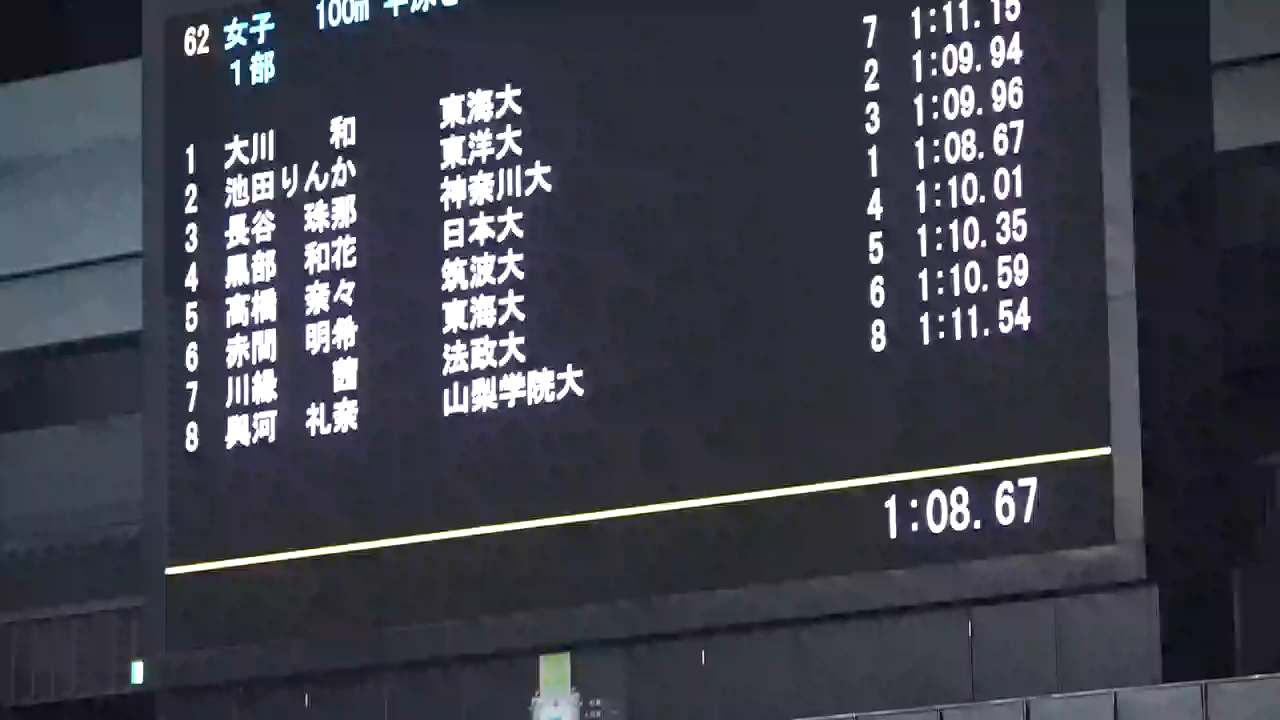 62 女子 100m 平泳ぎ
1部
1 大川 和 東海大 7 1:11.15
2 池田りんか 東洋大 2 1:09.94
3 長谷 珠那 神奈川大 3 1:09.96
4 黒部 和花 日本大 1 1:08.67
5 高橋 奈々 筑波大 4 1:10.01
6 赤間 明希 東海大 5 1:10.35
7 川縁 茜 法政大 6 1:10.59
8 奥河 礼奈 山梨学院大 8 1:11.54
1:08.67